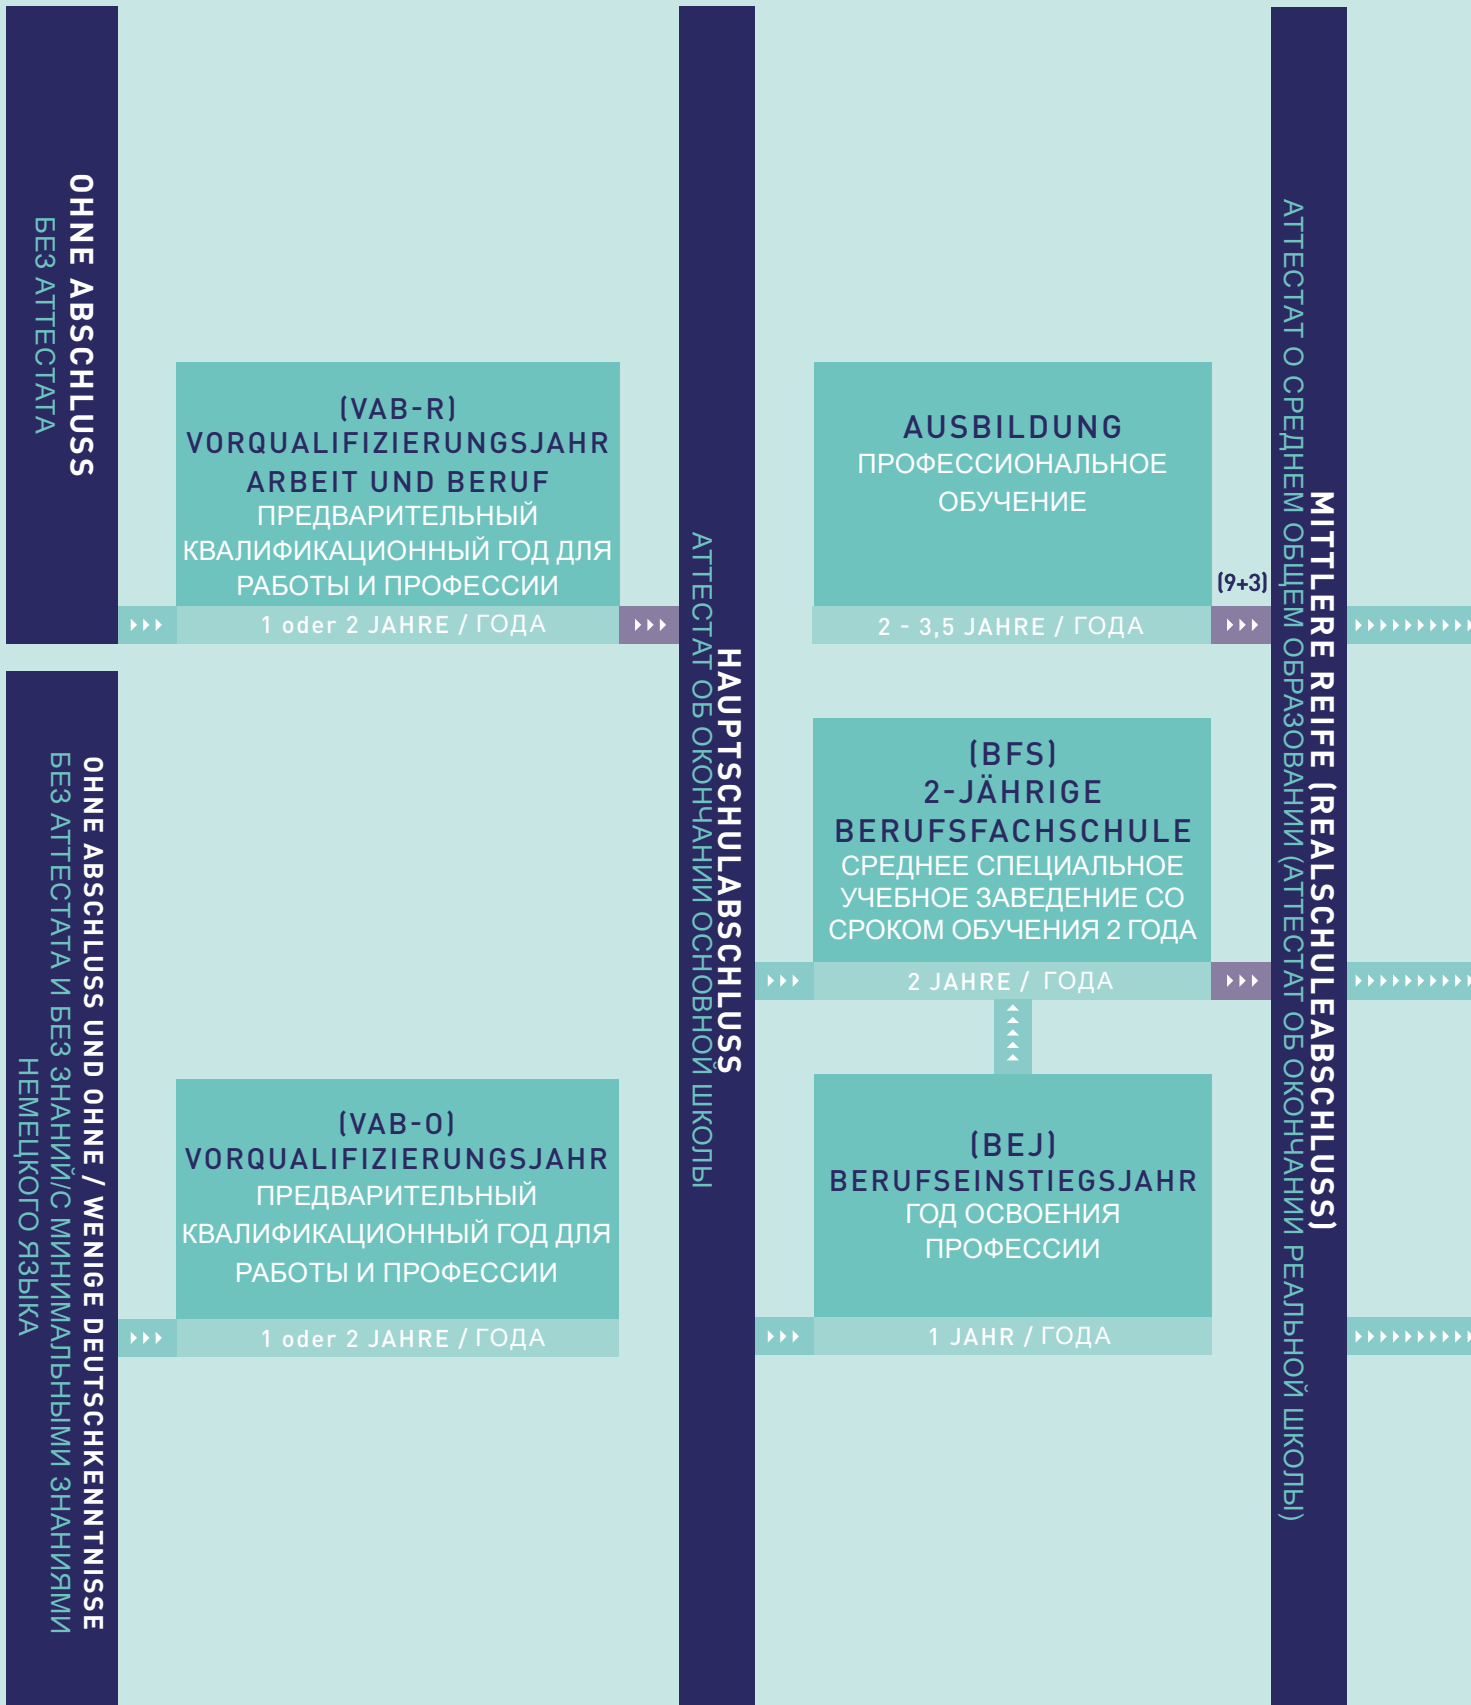 OHNE ABSCHLUSS
БЕЗ АТТЕСТАТА
OHNE ABSCHLUSS UND OHNE / WENIGE DEUTSCHKENNTNISSE
БЕЗ АТТЕСТАТА И БЕЗ ЗНАНИЙ/С МИНИМАЛЬНЫМИ ЗНАНИЯМИ
НЕМЕЦКОГО ЯЗЫКА
(VAB-R)
VORQUALIFIZIERUNGSJAHR
ARBEIT UND BERUF
ПРЕДВАРИТЕЛЬНЫЙ
КВАЛИФИКАЦИОННЫЙ ГОД ДЛЯ
РАБОТЫ И ПРОФЕССИИ
1 oder 2 JAHRE / ГОДА
(VAB-O)
VORQUALIFIZIERUNGSJAHR
ПРЕДВАРИТЕЛЬНЫЙ
КВАЛИФИКАЦИОННЫЙ ГОД ДЛЯ
РАБОТЫ И ПРОФЕССИИ
1 oder 2 JAHRE / ГОДА
HAUPTSCHULABSCHLUSS
АТТЕСТАТ ОБ ОКОНЧАНИИ ОСНОВНОЙ ШКОЛЫ
AUSBILDUNG
ПРОФЕССИОНАЛЬНОЕ
ОБУЧЕНИЕ
(9+3)
2 - 3,5 JAHRE / ГОДА
(BFS)
2-JÄHRIGE
BERUFSFACHSCHULE
СРЕДНЕЕ СПЕЦИАЛЬНОЕ
УЧЕБНОЕ ЗАВЕДЕНИЕ СО
СРОКОМ ОБУЧЕНИЯ 2 ГОДА
2 JAHRE / ГОДА
(BEJ)
BERUFSEINSTIEGSJAHR
ГОД ОСВОЕНИЯ
ПРОФЕССИИ
1 JAHR / ГОДА
MITTLERE REIFE (REALSCHULEABSCHLUSS)
АТТЕСТАТ О СРЕДНЕМ ОБЩЕМ ОБРАЗОВАНИИ (АТТЕСТАТ ОБ ОКОНЧАНИИ РЕАЛЬНОЙ ШКОЛЫ)